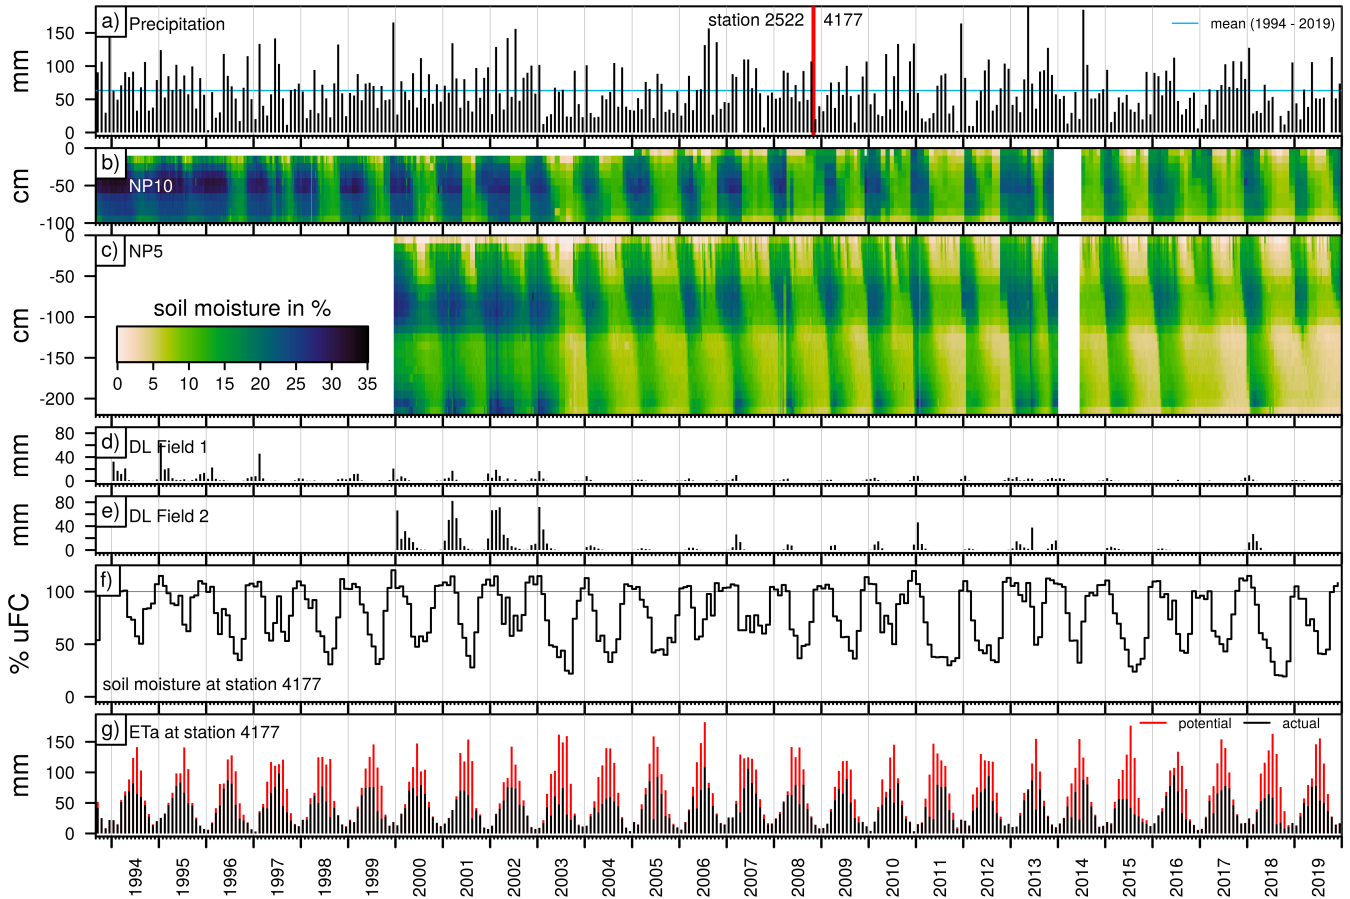 a) Precipitation
station 2522 4177
mean (1994 - 2019)
mm
150
100
50
0
b) NP10
cm
0
-50
-100
c) NP5
cm
0
-50
-100
-150
-200
soil moisture in %
0 5 10 15 20 25 30 35
d) DL Field 1
mm
80
40
0
e) DL Field 2
mm
80
40
0
f)
% uFC
100
50
0
soil moisture at station 4177
g) ETa at station 4177
potential actual
mm
150
100
50
0
1994 1995 1996 1997 1998 1999 2000 2001 2002 2003 2004 2005 2006 2007 2008 2009 2010 2011 2012 2013 2014 2015 2016 2017 2018 2019